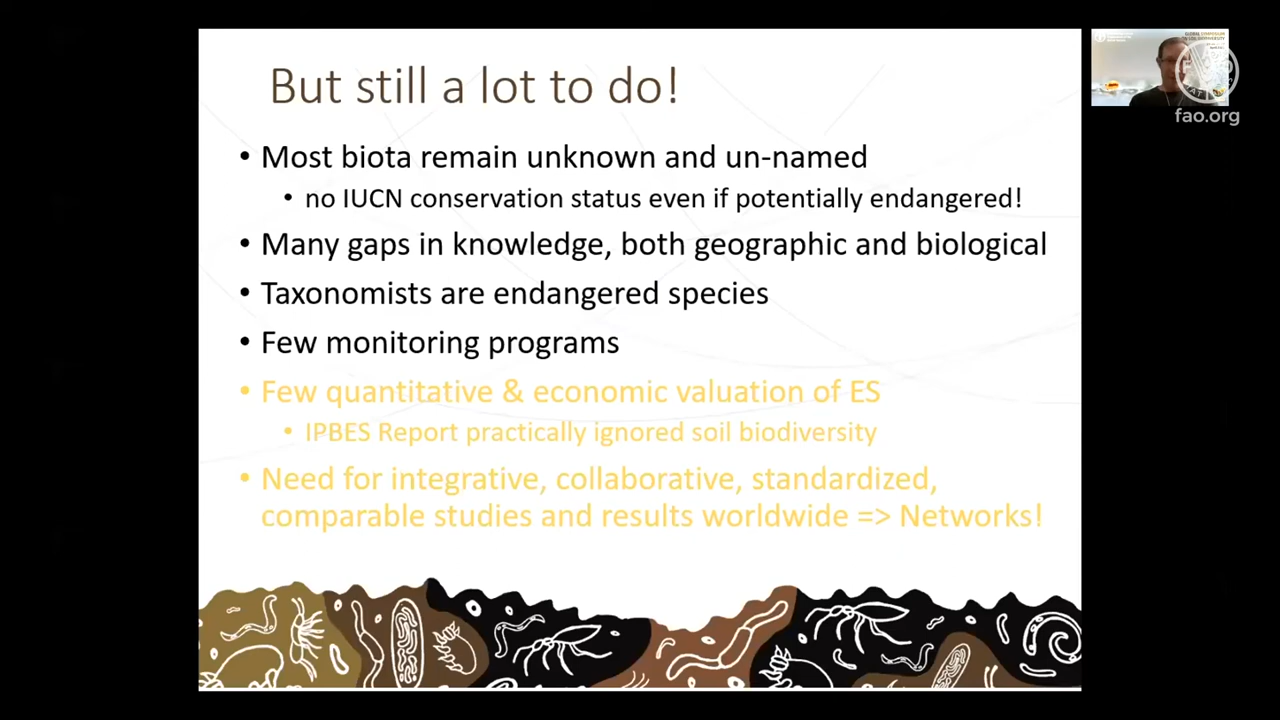 But still a lot to do!
• Most biota remain unknown and un-named
• no IUCN conservation status even if potentially endangered!
• Many gaps in knowledge, both geographic and biological
• Taxonomists are endangered species
• Few monitoring programs
• Few quantitative & economic valuation of ES
• IPBES Report practically ignored soil biodiversity
• Need for integrative, collaborative, standardized,
comparable studies and results worldwide => Networks!
GLOBAL SYMPOSIUM
fao.org